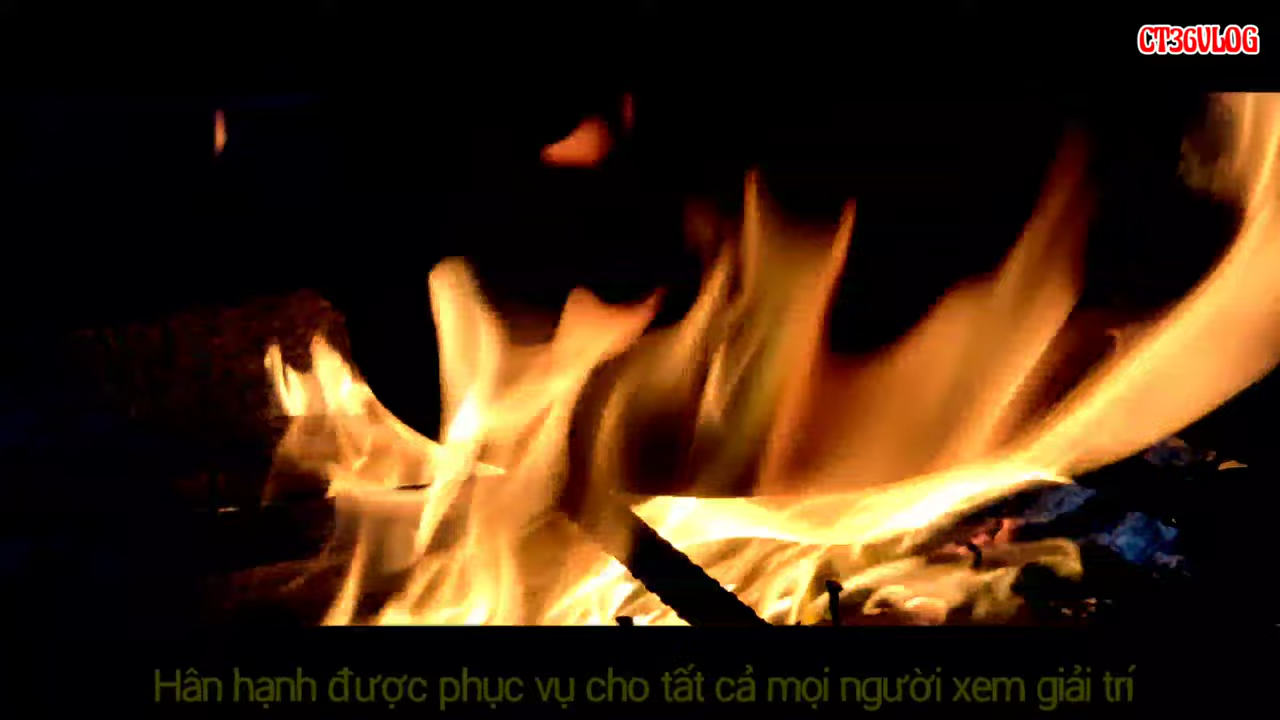 CT36VLOG
Hân hạnh được phục vụ cho tất cả mọi người xem giải trí